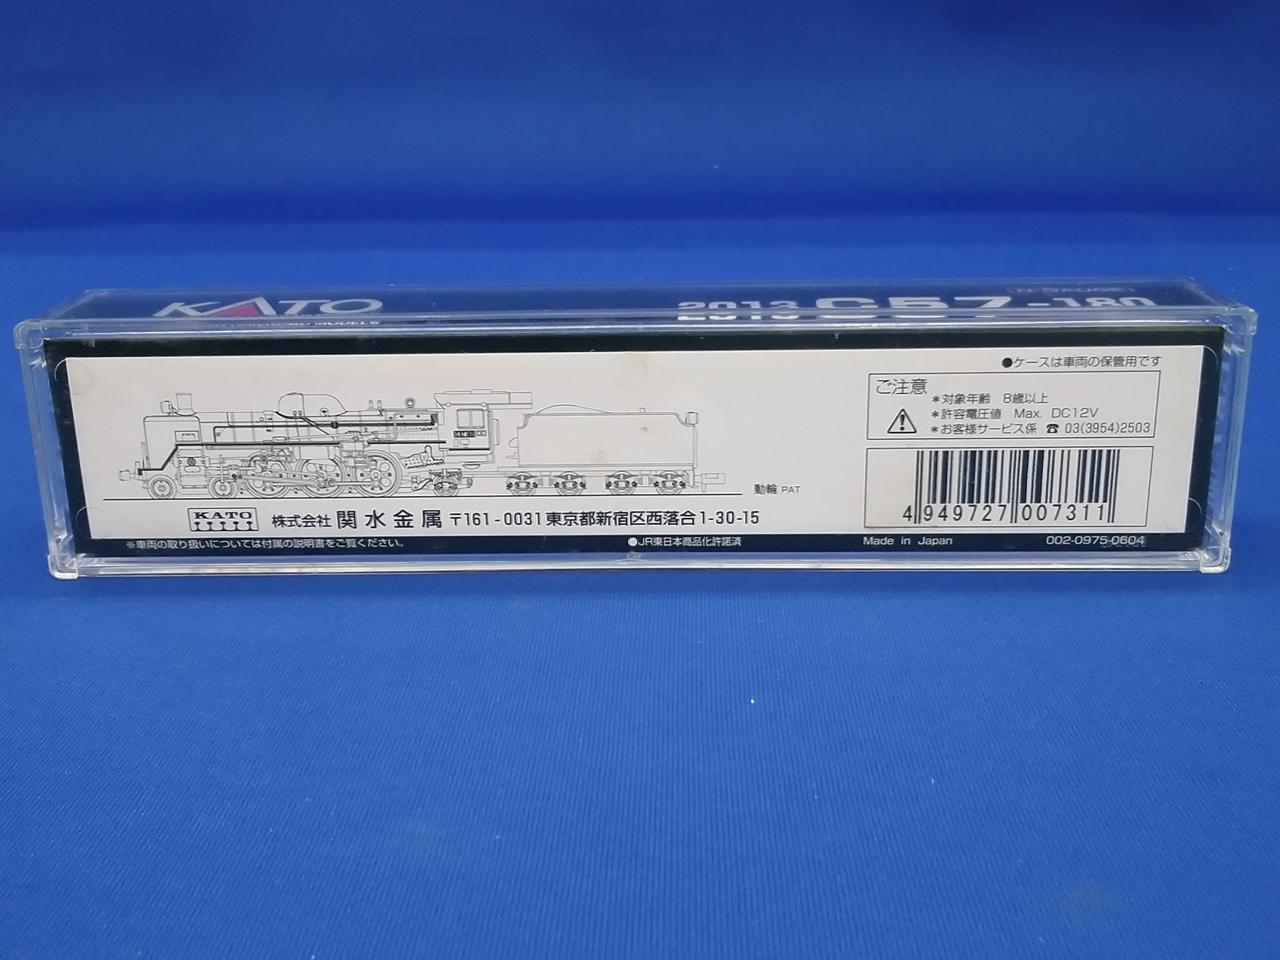 KATO
2013 C57-180
●ケースは車両の保管用です
ご注意
*対象年齢 8歳以上
*許容電圧値 Max. DC12V
*お客様サービス係 ☎ 03(3954)2503
動輪 PAT.
KATO 株式会社 関水金属 〒161-0031 東京都新宿区西落合1-30-15
4 949727 007311
※車両の取り扱いについては付属の説明書をご覧ください。 ●JR東日本商品化許諾済 Made in Japan 002-0975-0604